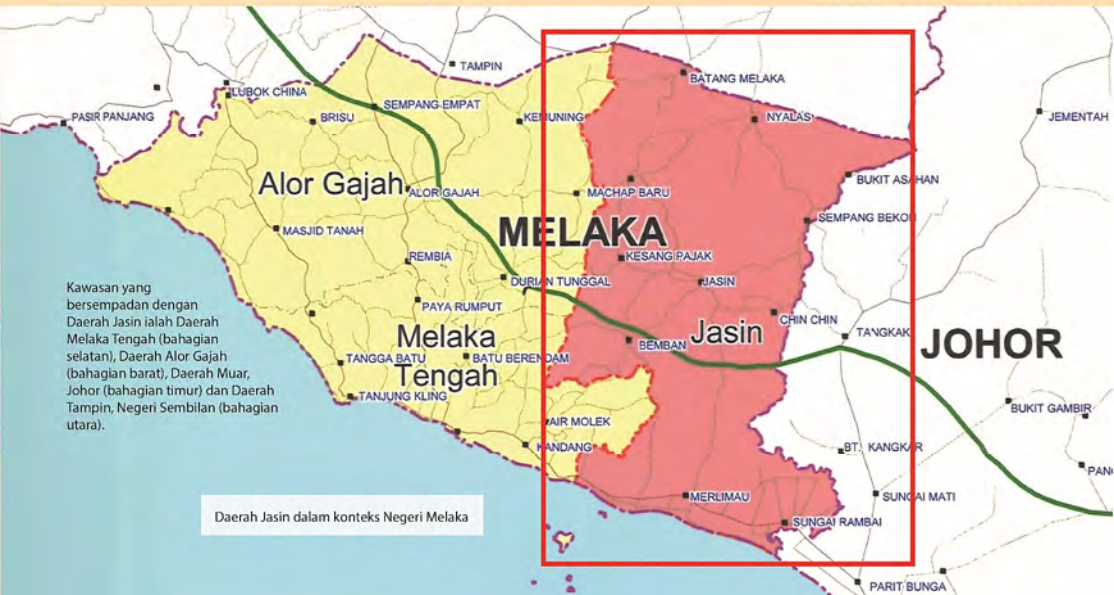 TAMPIN
BATANG MELAKA
LUBOK CHINA
SEMPANG EMPAT
PASIR PANJANG
BRISU
KEMUNING
NYALAS
JEMENTAH
Alor Gajah
ALOR GAJAH
MACHAP BARU
BUKIT ASAHAN
SEMPANG BEKOH
MASJID TANAH
MELAKA
REMBIA
KESANG PAJAK
DURIAN TUNGGAL
JASIN
Kawasan yang
bersempadan dengan
Daerah Jasin ialah Daerah
Melaka Tengah (bahagian
selatan), Daerah Alor Gajah
(bahagian barat), Daerah Muar,
Johor (bahagian timur) dan Daerah
Tampin, Negeri Sembilan (bahagian
utara).
PAYA RUMPUT
CHIN CHIN
Melaka
Tengah
Jasin
TANGKAK
JOHOR
BEMBAN
TANGGA BATU
BATU BERENDAM
TANJUNG KLING
BUKIT GAMBIR
AIR MOLEK
KANDANG
BT. KANGKAR
PAN
MERLIMAU
SUNGAI MATI
Daerah Jasin dalam konteks Negeri Melaka
SUNGAI RAMBAI
PARIT BUNGA